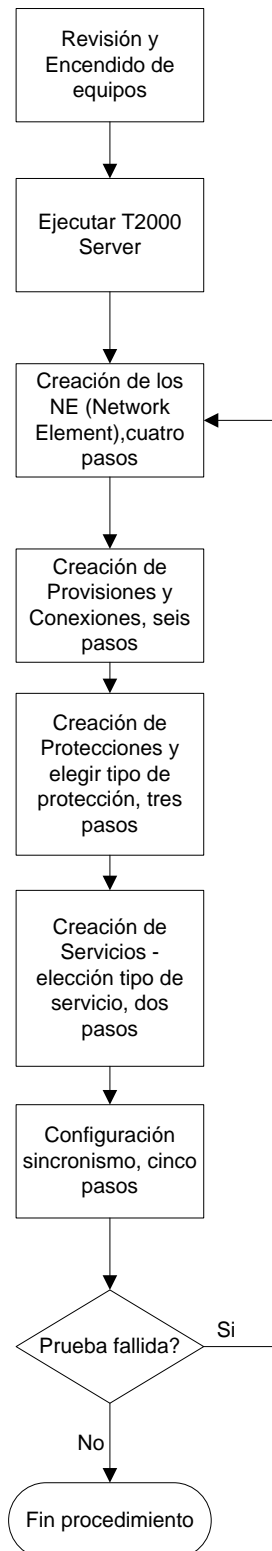 Revisión y
Encendido de
equipos
Ejecutar T2000
Server
Creación de los
NE (Network
Element),cuatro
pasos
Creación de
Provisiones y
Conexiones, seis
pasos
Creación de
Protecciones y
elegir tipo de
protección, tres
pasos
Creación de
Servicios -
elección tipo de
servicio, dos
pasos
Configuración
sincronismo, cinco
pasos
Prueba fallida?
Si
No
Fin procedimiento